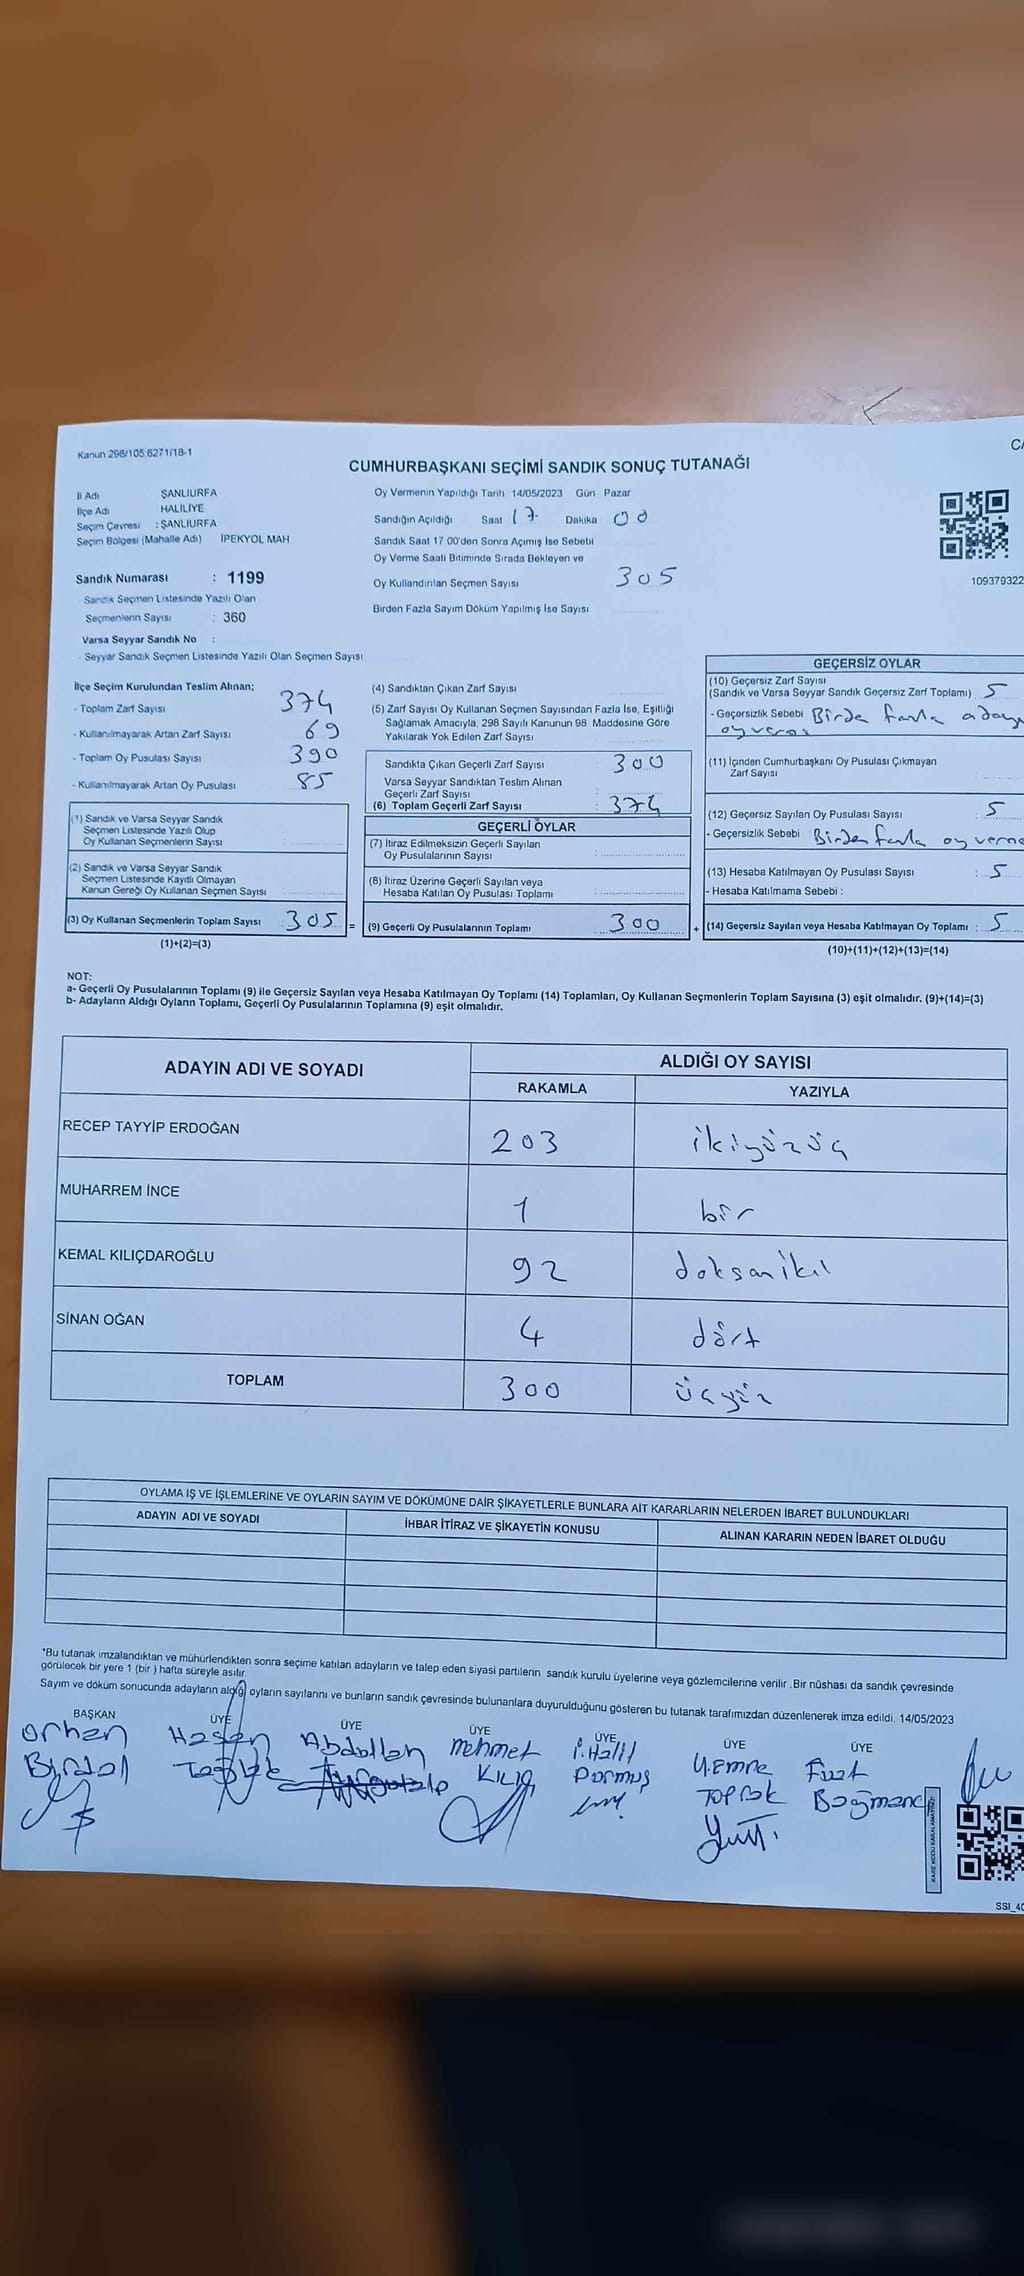 Kanun 298/105.6271/18-1
CUMHURBAŞKANI SEÇİMİ SANDIK SONUÇ TUTANAĞI
İl Adı ŞANLIURFA
İlçe Adı HALİLİYE
Seçim Çevresi : ŞANLIURFA
Seçim Bölgesi (Mahalle Adı) İPEKYOL MAH
Sandık Numarası : 1199
Sandık Seçmen Listesinde Yazılı Olan
Seçmenlerin Sayısı : 360
Varsa Seyyar Sandık No :
- Seyyar Sandık Seçmen Listesinde Yazılı Olan Seçmen Sayısı
Oy Vermenin Yapıldığı Tarih 14/05/2023 Gün Pazar
Sandığın Açıldığı Saat 17 Dakika 00
Sandık Saat 17:00'den Sonra Açımış İse Sebebi
Oy Verme Saati Bitiminde Sırada Bekleyen ve
Oy Kullandırılan Seçmen Sayısı 305
Birden Fazla Sayım Döküm Yapılmış İse Sayısı
109379322
İlçe Seçim Kurulundan Teslim Alınan;
- Toplam Zarf Sayısı 374
- Kullanılmayarak Artan Zarf Sayısı 69
- Toplam Oy Pusulası Sayısı 390
- Kullanılmayarak Artan Oy Pusulası 85
(1) Sandık ve Varsa Seyyar Sandık
Seçmen Listesinde Yazılı Olup
Oy Kullanan Seçmenlerin Sayısı
(2) Sandık ve Varsa Seyyar Sandık
Seçmen Listesinde Kayıtlı Olmayan
Kanun Gereği Oy Kullanan Seçmen Sayısı
(3) Oy Kullanan Seçmenlerin Toplam Sayısı 305 =
(1)+(2)=(3)
(4) Sandıktan Çıkan Zarf Sayısı
(5) Zarf Sayısı Oy Kullanan Seçmen Sayısından Fazla İse, Eşitliği
Sağlamak Amacıyla, 298 Sayılı Kanunun 98. Maddesine Göre
Yakılarak Yok Edilen Zarf Sayısı
Sandıkta Çıkan Geçerli Zarf Sayısı 300
Varsa Seyyar Sandıktan Teslim Alınan
Geçerli Zarf Sayısı
(6) Toplam Geçerli Zarf Sayısı : 374
GEÇERLİ OYLAR
(7) İtiraz Edilmeksizin Geçerli Sayılan
Oy Pusulalarının Sayısı
(8) İtiraz Üzerine Geçerli Sayılan veya
Hesaba Katılan Oy Pusulası Toplamı
(9) Geçerli Oy Pusulalarının Toplamı 300 +
GEÇERSİZ OYLAR
(10) Geçersiz Zarf Sayısı
(Sandık ve Varsa Seyyar Sandık Geçersiz Zarf Toplamı) 5
- Geçersizlik Sebebi Birden fazla
(11) İçinden Cumhurbaşkanı Oy Pusulası Çıkmayan
Zarf Sayısı
(12) Geçersiz Sayılan Oy Pusulası Sayısı : 5
- Geçersizlik Sebebi : Birden fazla oy
(13) Hesaba Katılmayan Oy Pusulası Sayısı : 5
- Hesaba Katılmama Sebebi :
(14) Geçersiz Sayılan veya Hesaba Katılmayan Oy Toplamı : 5
(10)+(11)+(12)+(13)=(14)
NOT:
a- Geçerli Oy Pusulalarının Toplamı (9) ile Geçersiz Sayılan veya Hesaba Katılmayan Oy Toplamı (14) Toplamları, Oy Kullanan Seçmenlerin Toplam Sayısına (3) eşit olmalıdır. (9)+(14)=(3)
b- Adayların Aldığı Oyların Toplamı, Geçerli Oy Pusulalarının Toplamına (9) eşit olmalıdır.
ADAYIN ADI VE SOYADI ALDIĞI OY SAYISI
RAKAMLA YAZIYLA
RECEP TAYYİP ERDOĞAN 203 ikiyüzüç
MUHARREM İNCE 1 bir
KEMAL KILIÇDAROĞLU 92 doksaniki
SİNAN OĞAN 4 dört
TOPLAM 300 üçyüz
OYLAMA İŞ VE İŞLEMLERİNE VE OYLARIN SAYIM VE DÖKÜMÜNE DAİR ŞİKAYETLERLE BUNLARA AİT KARARLARIN NELERDEN İBARET BULUNDUKLARI
ADAYIN ADI VE SOYADI İHBAR İTİRAZ VE ŞİKAYETİN KONUSU ALINAN KARARIN NEDEN İBARET OLDUĞU
*Bu tutanak imzalandıktan ve mühürlendikten sonra seçime katılan adayların ve talep eden siyasi partilerin sandık kurulu üyelerine veya gözlemcilerine verilir .Bir nüshası da sandık çevresinde
görülecek bir yere 1 (bir ) hafta süreyle asılır.
Sayım ve döküm sonucunda adayların aldığı oyların sayılarını ve bunların sandık çevresinde bulunanlara duyurulduğunu gösteren bu tutanak tarafımızdan düzenlenerek imza edildi. 14/05/2023
BAŞKAN ÜYE ÜYE ÜYE ÜYE ÜYE ÜYE
Orhan Hasan Abdullah Mehmet İ.Halil Y.Emre Fuat
Birdal Kılıç Durmuş Toprak
SSI_40